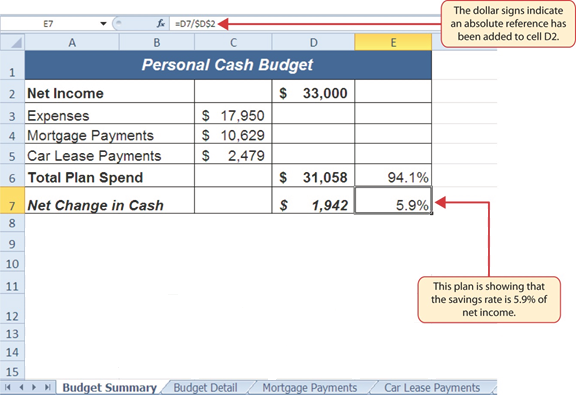 The dollar signs indicate
an absolute reference has
been added to cell D2.
E7 fx =D7/$D$2
A B C D E
1 Personal Cash Budget
2 Net Income $ 33,000
3 Expenses $ 17,950
4 Mortgage Payments $ 10,629
5 Car Lease Payments $ 2,479
6 Total Plan Spend $ 31,058 94.1%
7 Net Change in Cash $ 1,942 5.9%
8
9
10
11
This plan is showing that
the savings rate is 5.9% of
net income.
12
13
14
15
Budget Summary Budget Detail Mortgage Payments Car Lease Payments